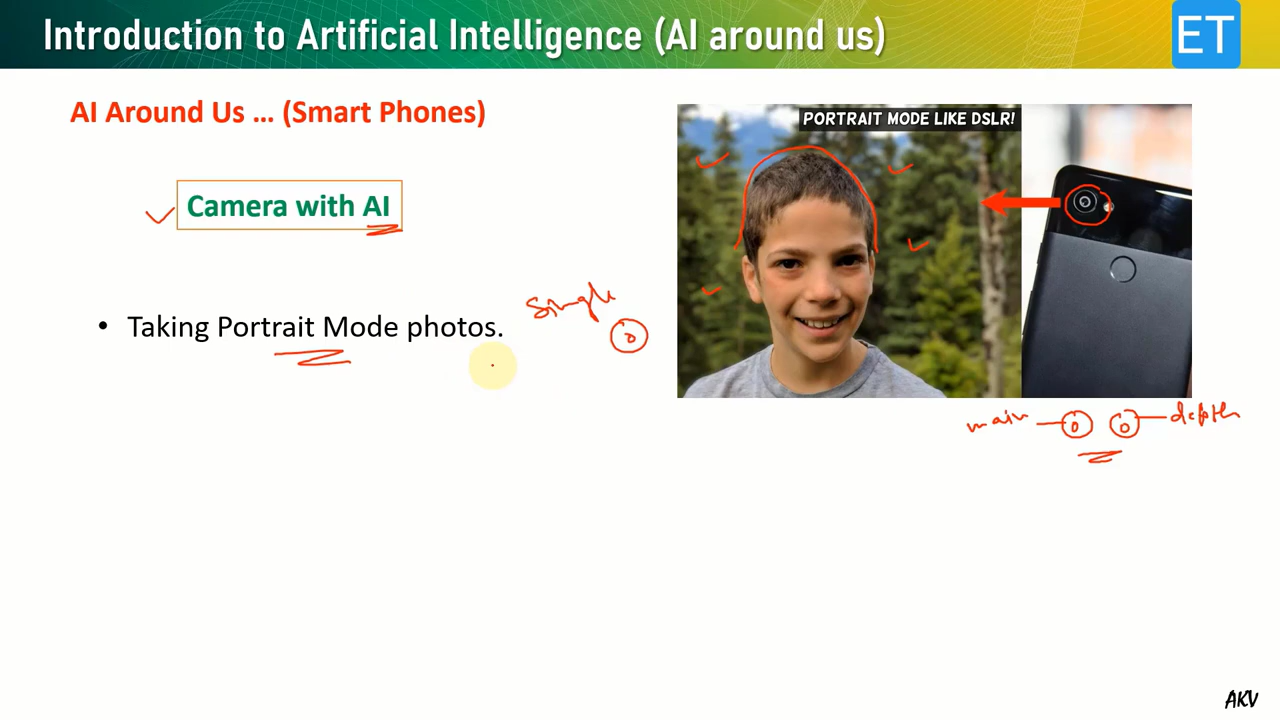 Introduction to Artificial Intelligence (AI around us)
ET
AI Around Us ... (Smart Phones)
PORTRAIT MODE LIKE DSLR!
Camera with AI
Single
• Taking Portrait Mode photos.
main
depth
AKV